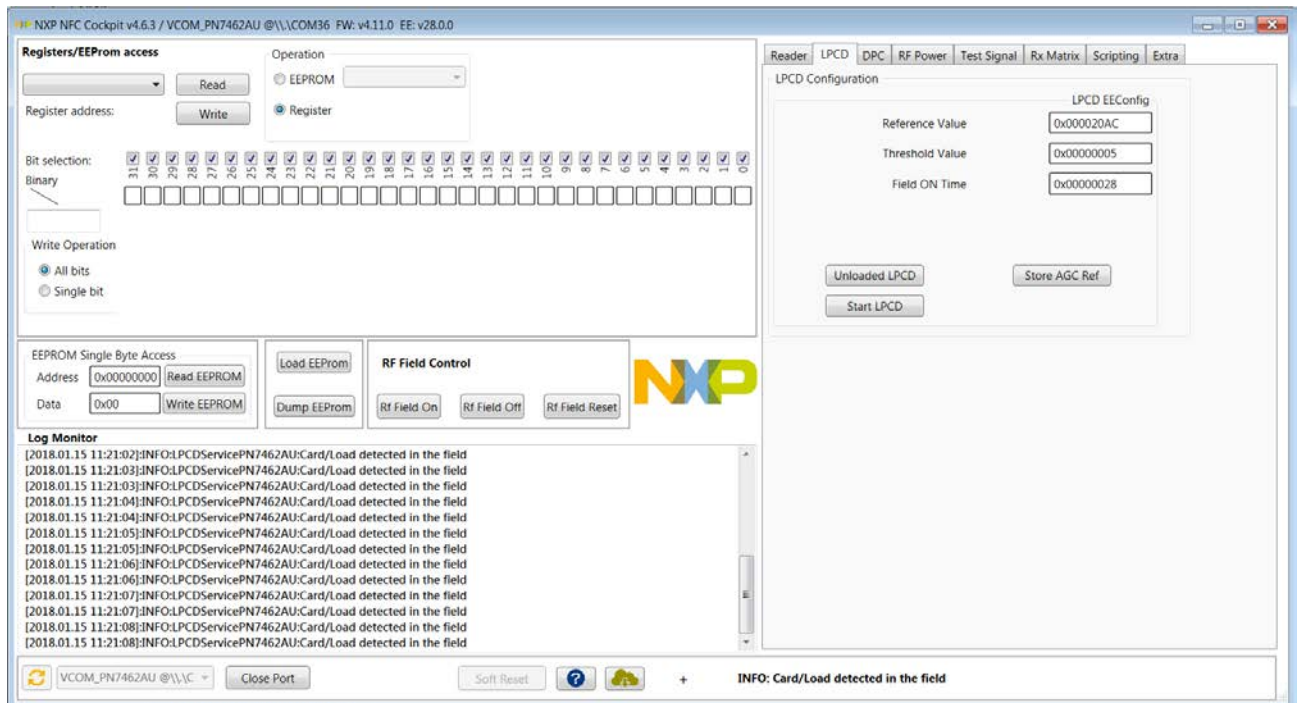 NXP NFC Cockpit v4.6.3 / VCOM_PN7462AU @\\.\COM36 FW: v4.11.0 EE: v28.0.0
Registers/EEProm access
Operation
Read
EEPROM
Register address:
Write
Register
Bit selection:
31 30 29 28 27 26 25 24 23 22 21 20 19 18 17 16 15 14 13 12 11 10 9 8 7 6 5 4 3 2 1 0
Binary
Write Operation
All bits
Single bit
EEPROM Single Byte Access
Address 0x00000000 Read EEPROM
Data 0x00 Write EEPROM
Load EEProm
Dump EEProm
RF Field Control
Rf Field On Rf Field Off Rf Field Reset
NXP
Log Monitor
[2018.01.15 11:21:02]:INFO:LPCDServicePN7462AU:Card/Load detected in the field
[2018.01.15 11:21:03]:INFO:LPCDServicePN7462AU:Card/Load detected in the field
[2018.01.15 11:21:03]:INFO:LPCDServicePN7462AU:Card/Load detected in the field
[2018.01.15 11:21:04]:INFO:LPCDServicePN7462AU:Card/Load detected in the field
[2018.01.15 11:21:04]:INFO:LPCDServicePN7462AU:Card/Load detected in the field
[2018.01.15 11:21:05]:INFO:LPCDServicePN7462AU:Card/Load detected in the field
[2018.01.15 11:21:05]:INFO:LPCDServicePN7462AU:Card/Load detected in the field
[2018.01.15 11:21:06]:INFO:LPCDServicePN7462AU:Card/Load detected in the field
[2018.01.15 11:21:06]:INFO:LPCDServicePN7462AU:Card/Load detected in the field
[2018.01.15 11:21:07]:INFO:LPCDServicePN7462AU:Card/Load detected in the field
[2018.01.15 11:21:07]:INFO:LPCDServicePN7462AU:Card/Load detected in the field
[2018.01.15 11:21:08]:INFO:LPCDServicePN7462AU:Card/Load detected in the field
[2018.01.15 11:21:08]:INFO:LPCDServicePN7462AU:Card/Load detected in the field
Reader LPCD DPC RF Power Test Signal Rx Matrix Scripting Extra
LPCD Configuration
LPCD EEConfig
Reference Value 0x000020AC
Threshold Value 0x00000005
Field ON Time 0x00000028
Unloaded LPCD Store AGC Ref
Start LPCD
VCOM_PN7462AU @\\.\C Close Port Soft Reset ? + INFO: Card/Load detected in the field